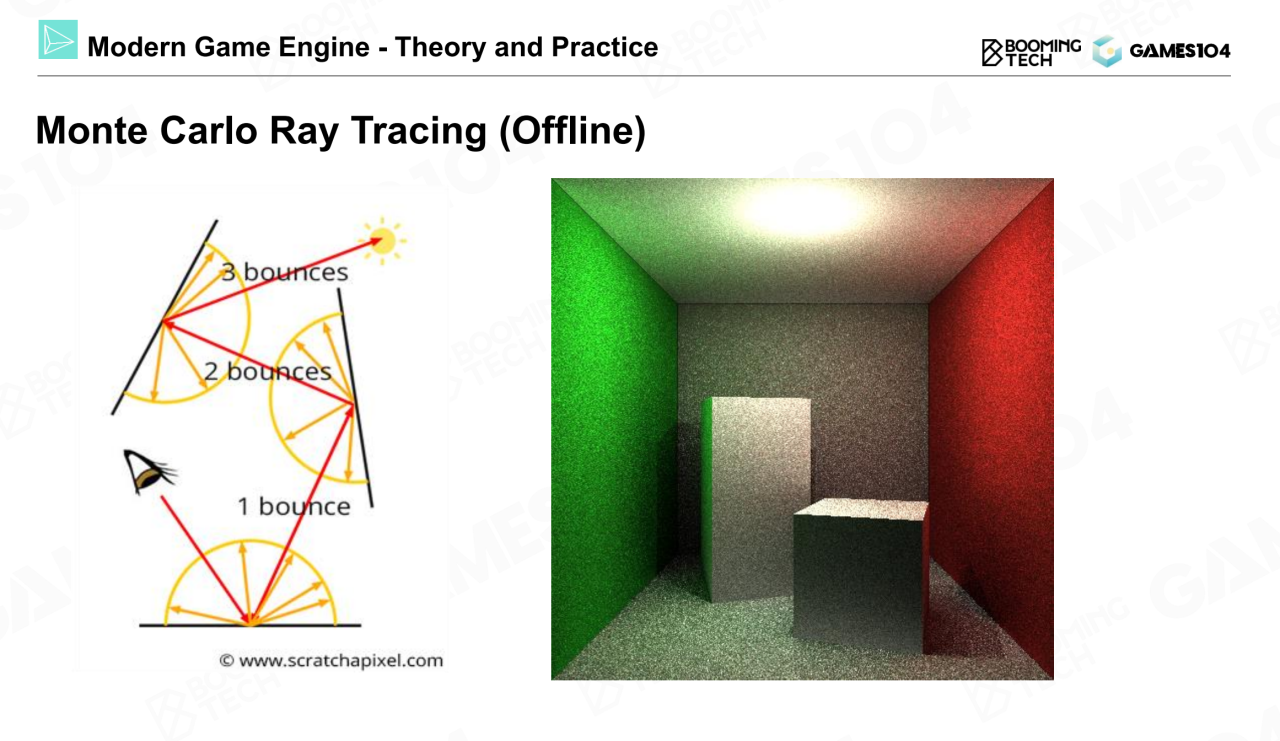 Modern Game Engine - Theory and Practice
BOOMING
TECH
GAMES104
Monte Carlo Ray Tracing (Offline)
3 bounces
2 bounces
1 bounce
© www.scratchapixel.com